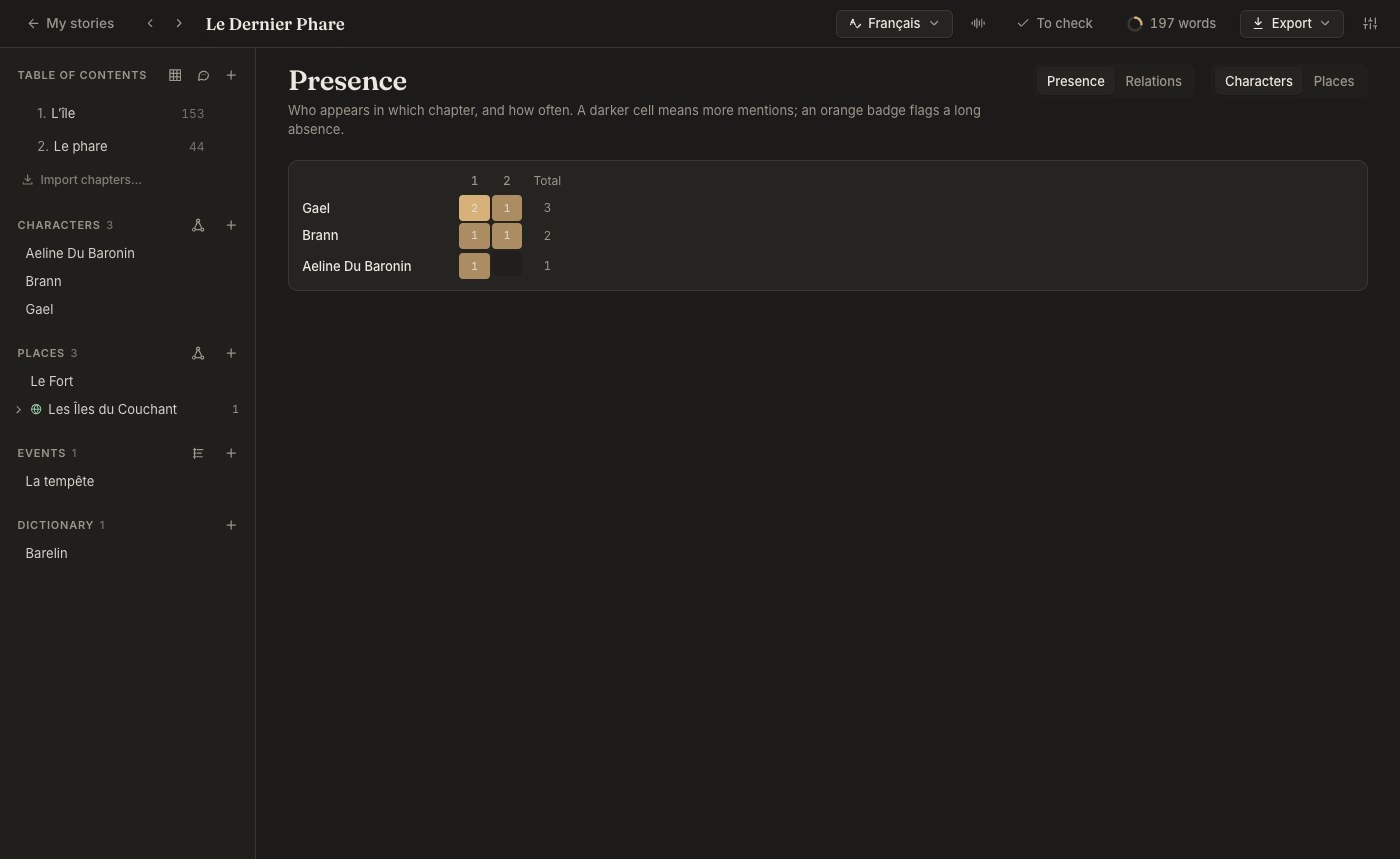 My stories
Le Dernier Phare
Français
To check
197 words
Export
TABLE OF CONTENTS
1. L'île 153
2. Le phare 44
Import chapters...
CHARACTERS 3
Aeline Du Baronin
Brann
Gael
PLACES 3
Le Fort
Les Îles du Couchant 1
EVENTS 1
La tempête
DICTIONARY 1
Barelin
Presence
Presence Relations
Characters Places
Who appears in which chapter, and how often. A darker cell means more mentions; an orange badge flags a long
absence.
1 2 Total
Gael 2 1 3
Brann 1 1 2
Aeline Du Baronin 1 1